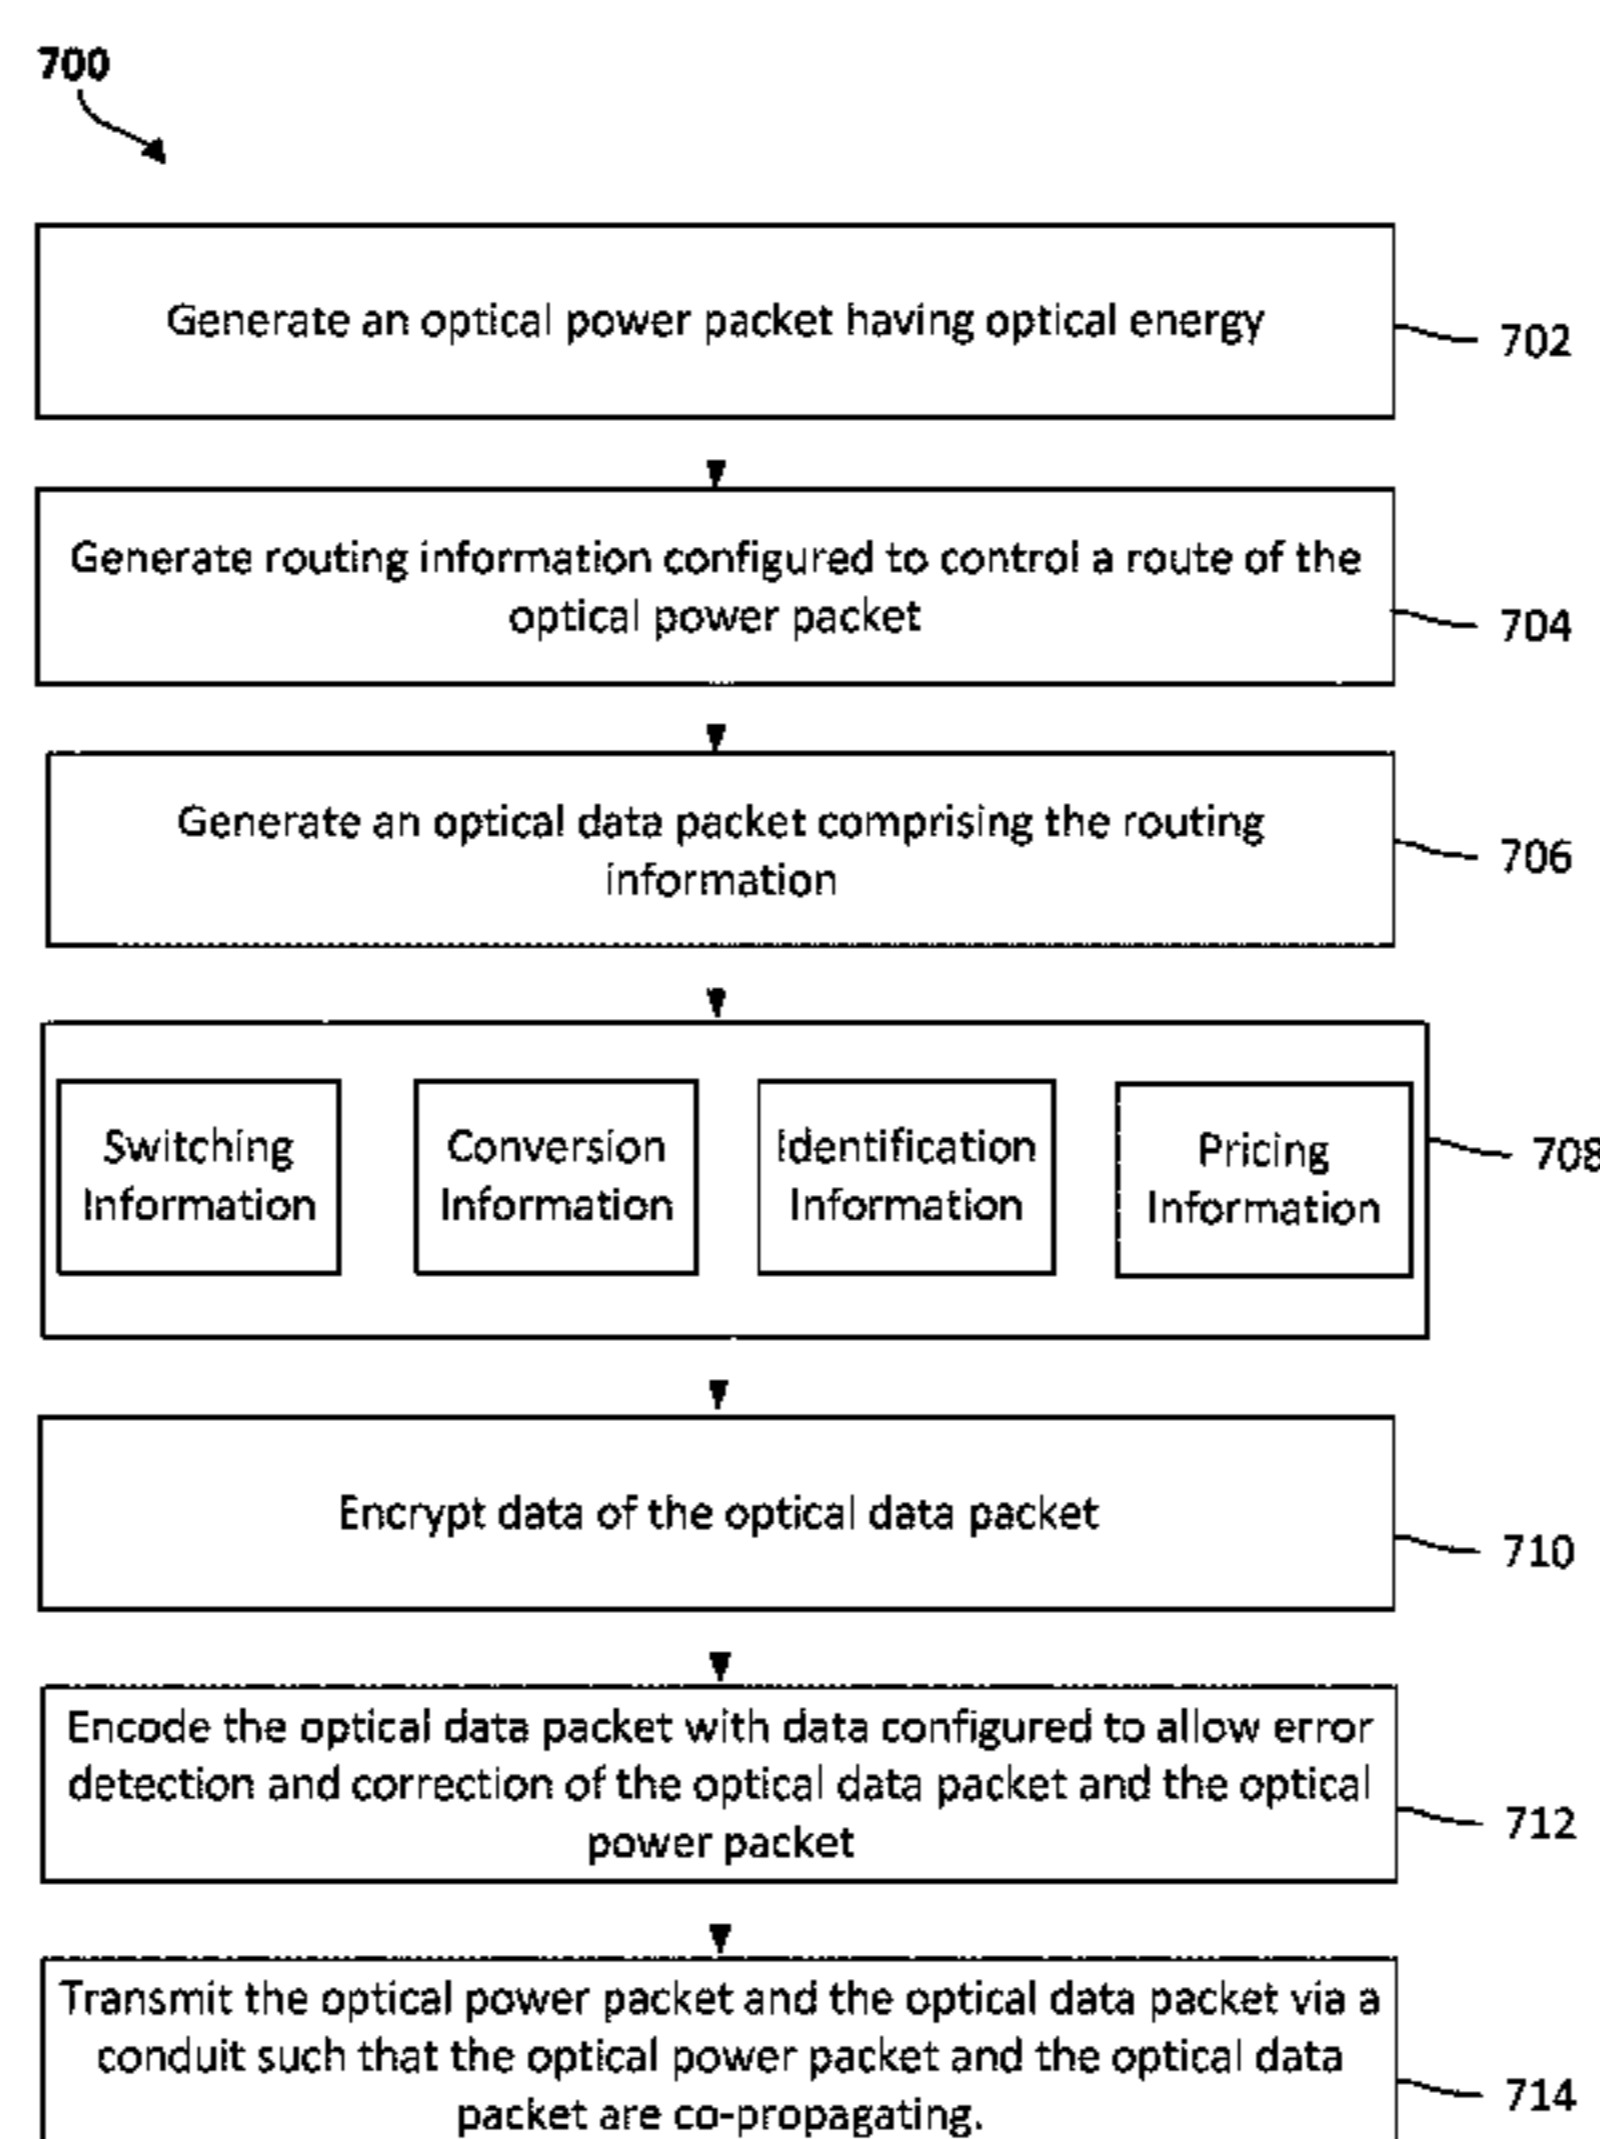 700
Generate an optical power packet having optical energy
702
Generate routing information configured to control a route of the
optical power packet
704
Generate an optical data packet comprising the routing
information
706
Switching
Information
Conversion
Information
Identification
Information
Pricing
Information
708
Encrypt data of the optical data packet
710
Encode the optical data packet with data configured to allow error
detection and correction of the optical data packet and the optical
power packet
712
Transmit the optical power packet and the optical data packet via a
conduit such that the optical power packet and the optical data
packet are co-propagating.
714